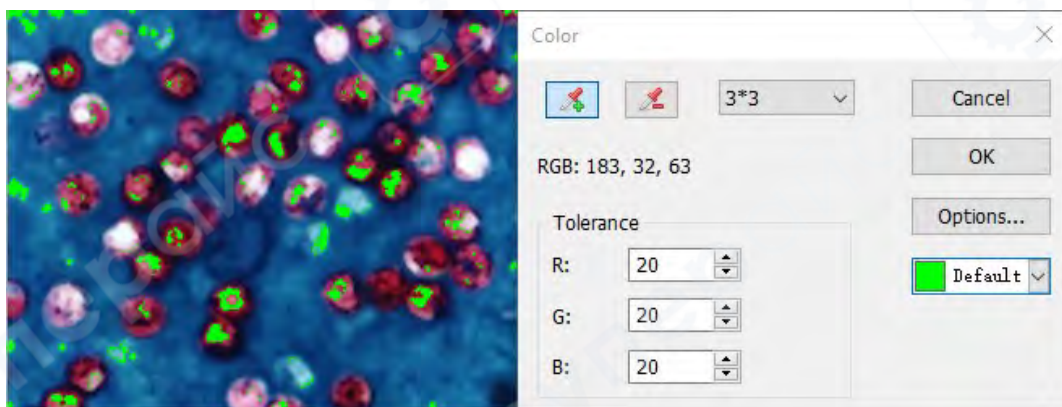 Color
3*3
Cancel
RGB: 183, 32, 63
OK
Tolerance
Options...
R: 20
Default
G: 20
B: 20